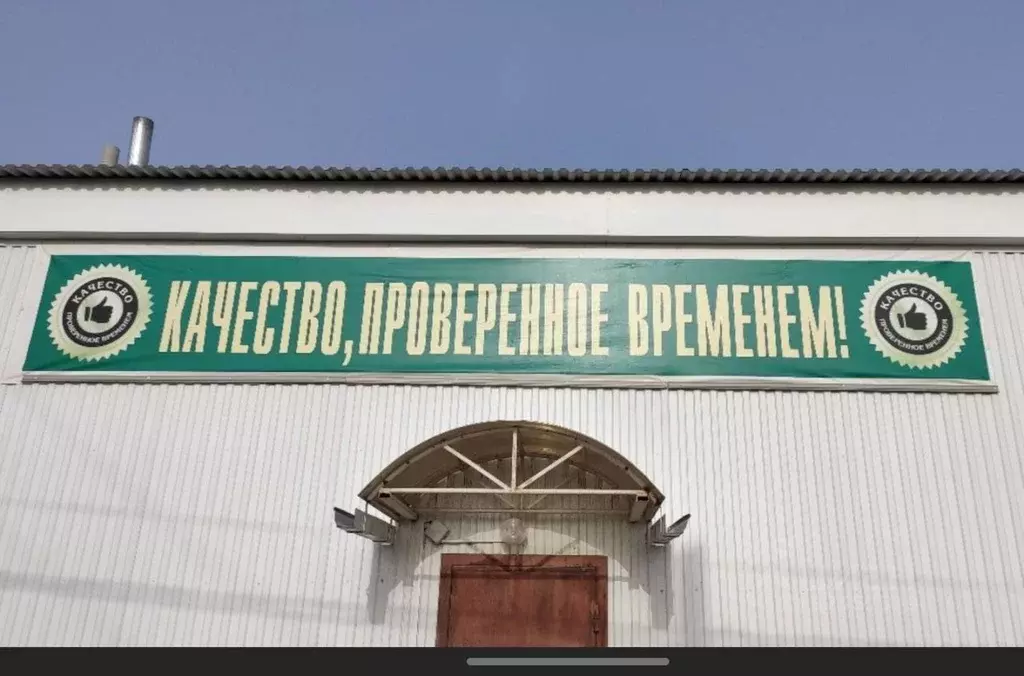 КАЧЕСТВО
ПРОВЕРЕННОЕ ВРЕМЕНЕМ
КАЧЕСТВО, ПРОВЕРЕННОЕ ВРЕМЕНЕМ!
КАЧЕСТВО
ПРОВЕРЕННОЕ ВРЕМЕНЕМ